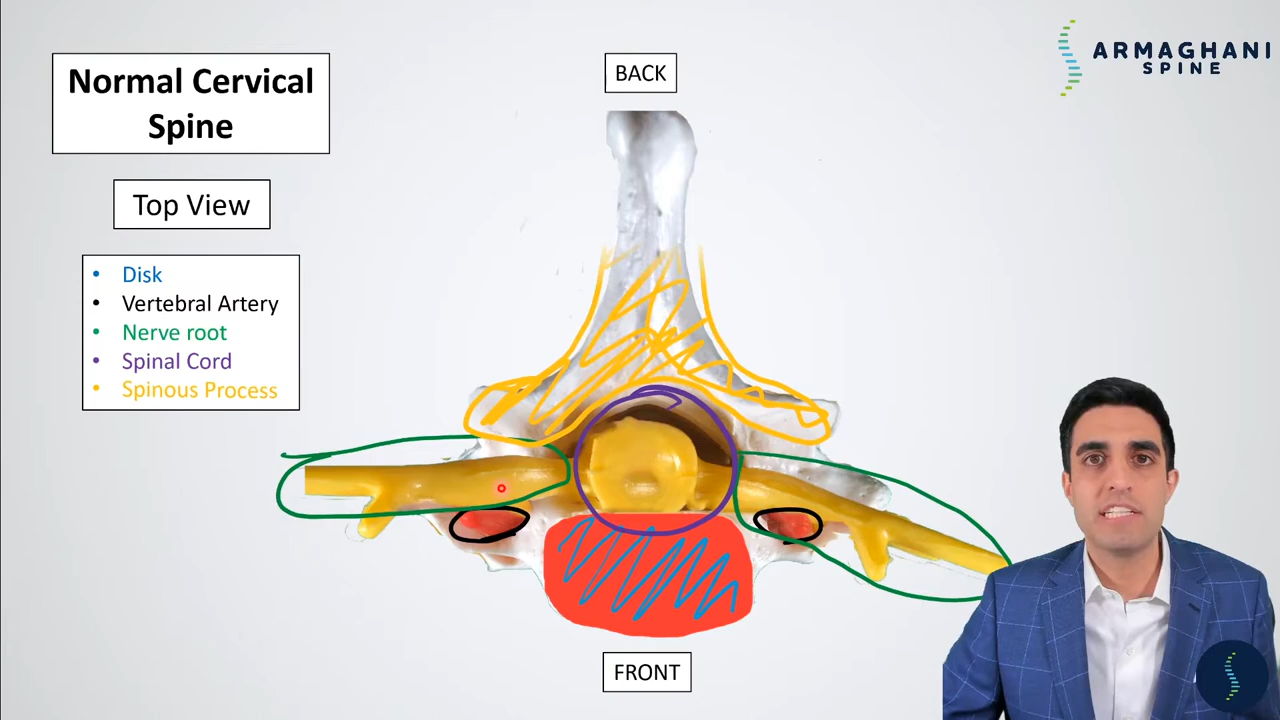 Normal Cervical
Spine
Top View
• Disk
• Vertebral Artery
• Nerve root
• Spinal Cord
• Spinous Process
BACK
ARMAGHANI
SPINE
FRONT